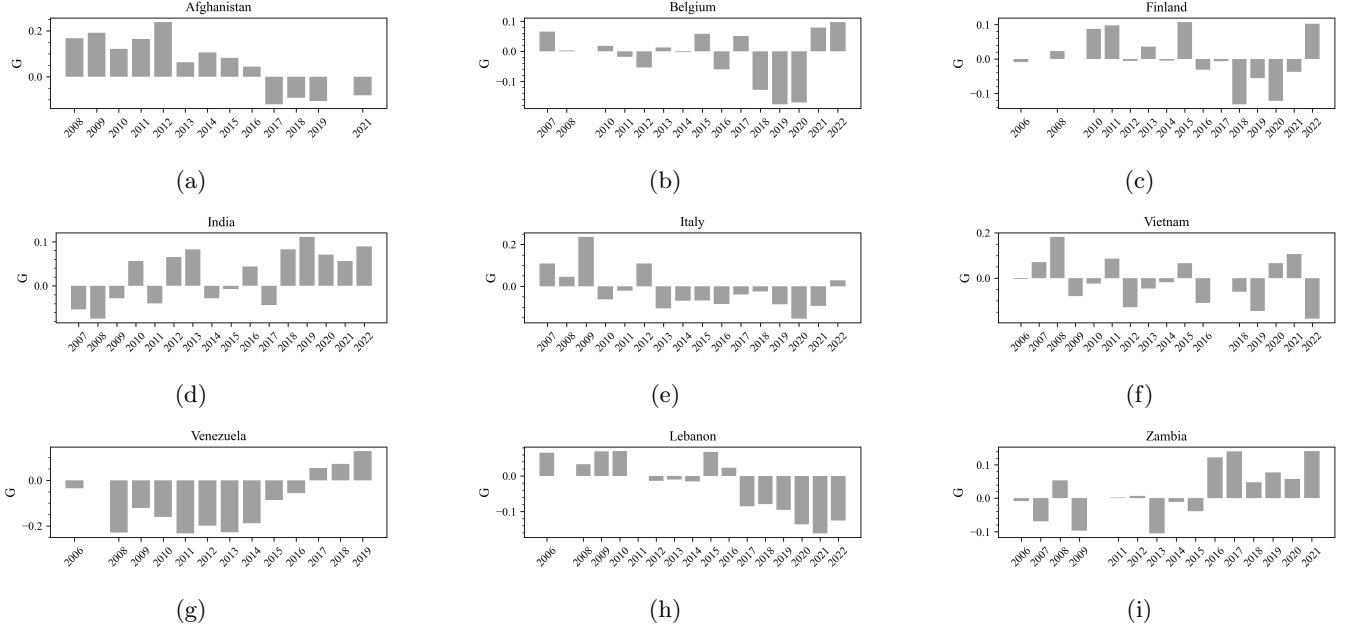 Afghanistan
G
0.2
0.0
2008 2009 2010 2011 2012 2013 2014 2015 2016 2017 2018 2019 2021
(a)
Belgium
G
0.1
0.0
−0.1
2007 2008 2010 2011 2012 2013 2014 2015 2016 2017 2018 2019 2020 2021 2022
(b)
Finland
G
0.1
0.0
−0.1
2006 2008 2010 2011 2012 2013 2014 2015 2016 2017 2018 2019 2020 2021 2022
(c)
India
G
0.1
0.0
2007 2008 2009 2010 2011 2012 2013 2014 2015 2016 2017 2018 2019 2020 2021 2022
(d)
Italy
G
0.2
0.0
2007 2008 2009 2010 2011 2012 2013 2014 2015 2016 2017 2018 2019 2020 2021 2022
(e)
Vietnam
G
0.2
0.0
2006 2007 2008 2009 2010 2011 2012 2013 2014 2015 2016 2018 2019 2020 2021 2022
(f)
Venezuela
G
0.0
−0.2
2006 2008 2009 2010 2011 2012 2013 2014 2015 2016 2017 2018 2019
(g)
Lebanon
G
0.0
−0.1
2006 2008 2009 2010 2011 2012 2013 2014 2015 2016 2017 2018 2019 2020 2021 2022
(h)
Zambia
G
0.1
0.0
−0.1
2006 2007 2008 2009 2011 2012 2013 2014 2015 2016 2017 2018 2019 2020 2021
(i)